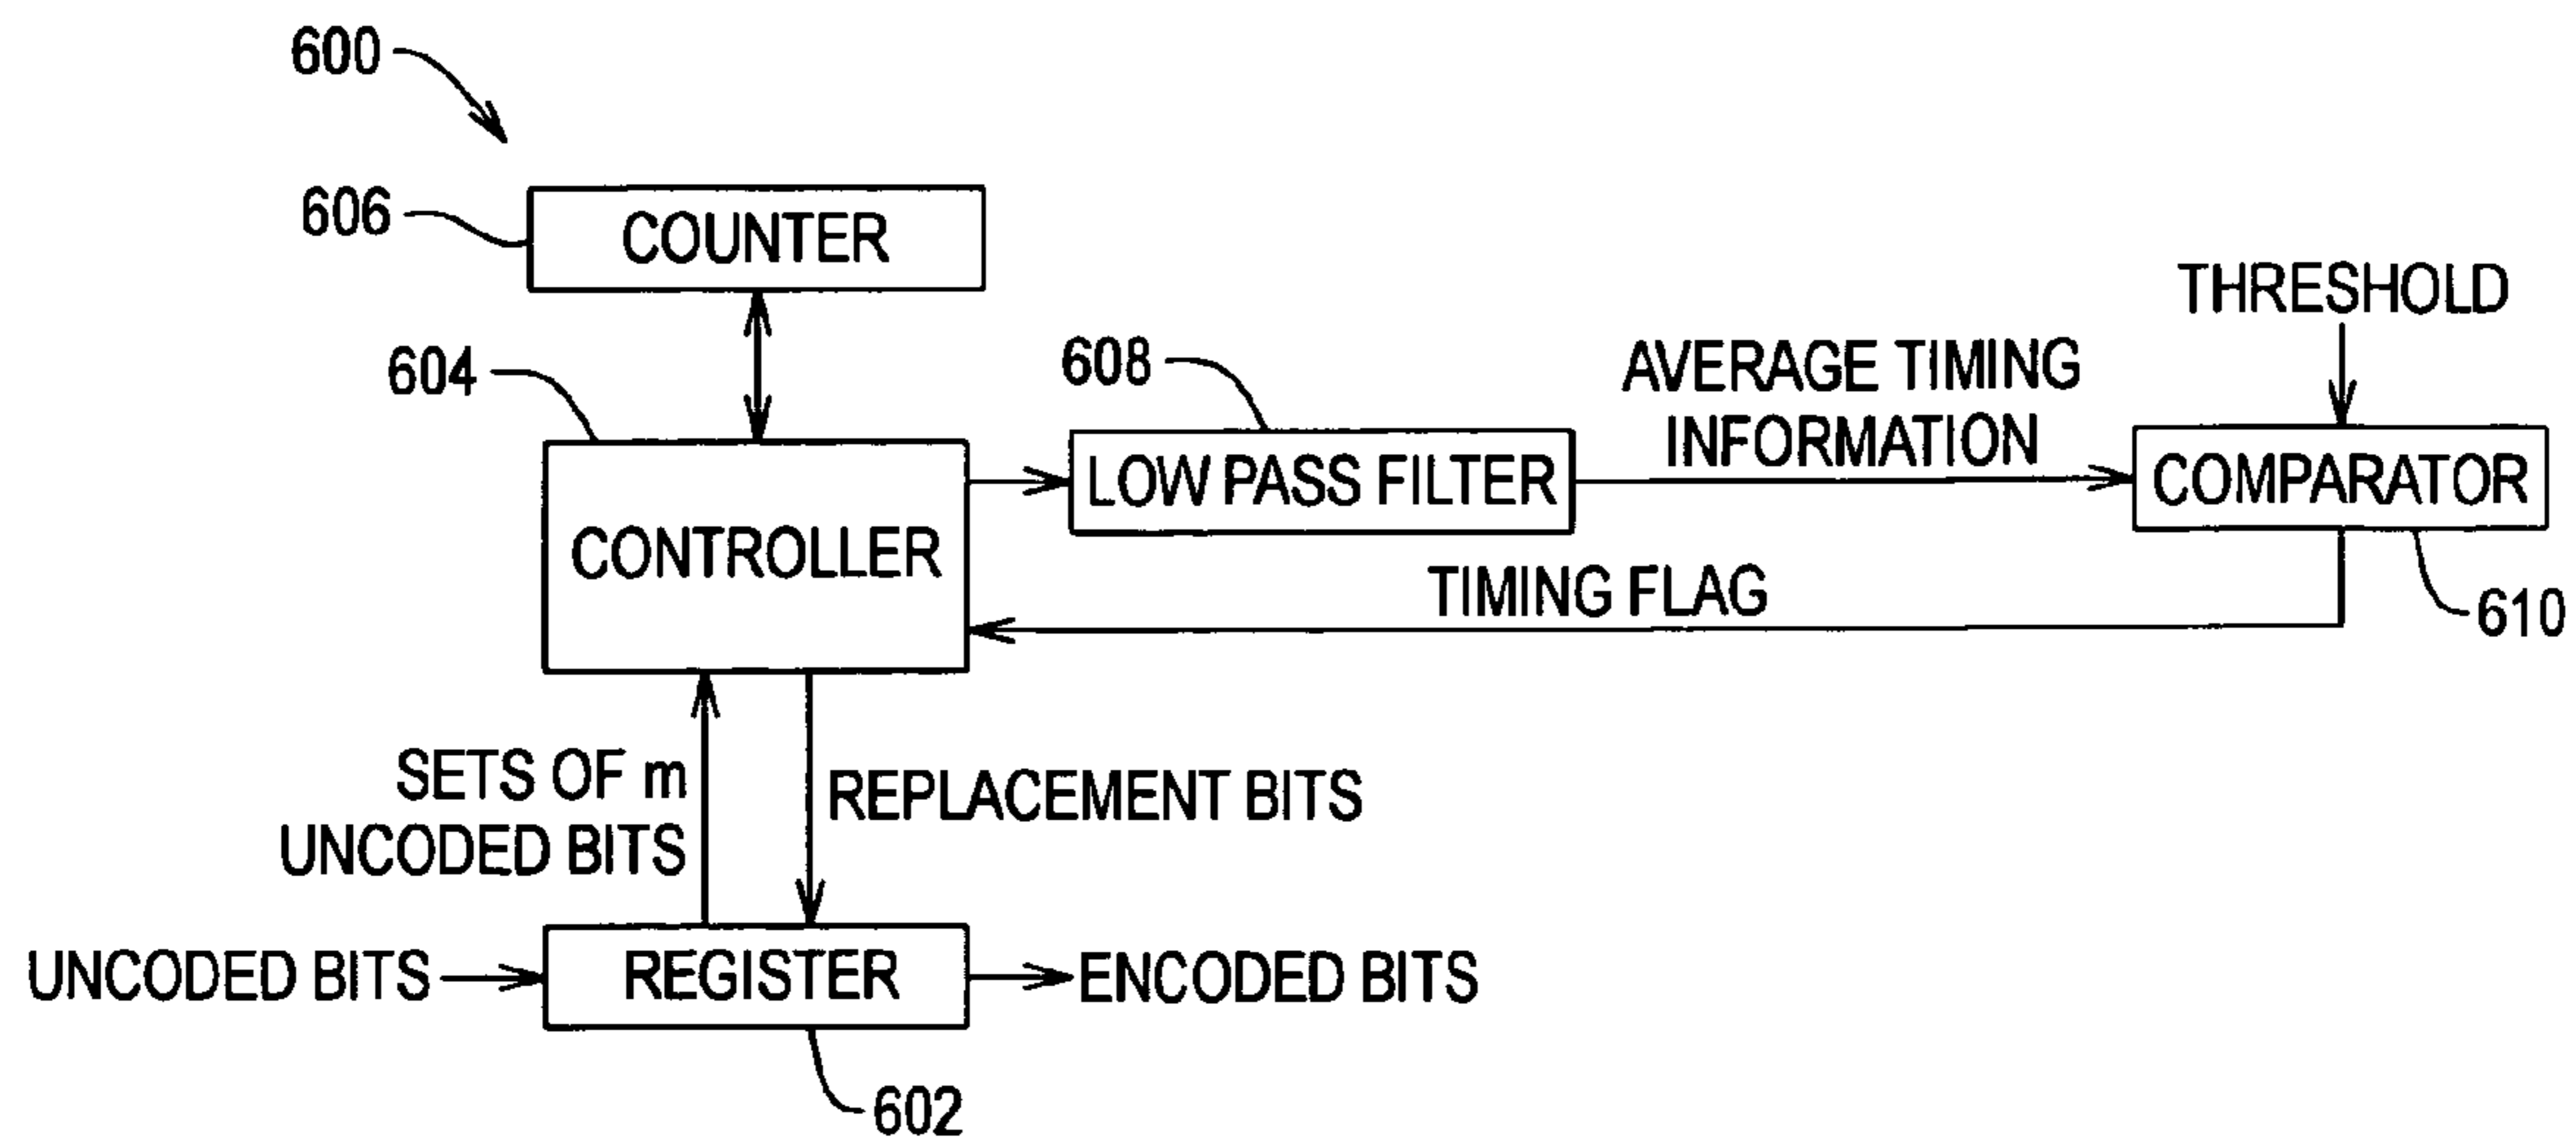 600
606
COUNTER
THRESHOLD
604
608
AVERAGE TIMING
INFORMATION
LOW PASS FILTER
COMPARATOR
CONTROLLER
TIMING FLAG
610
SETS OF m
UNCODED BITS
REPLACEMENT BITS
UNCODED BITS
REGISTER
ENCODED BITS
602